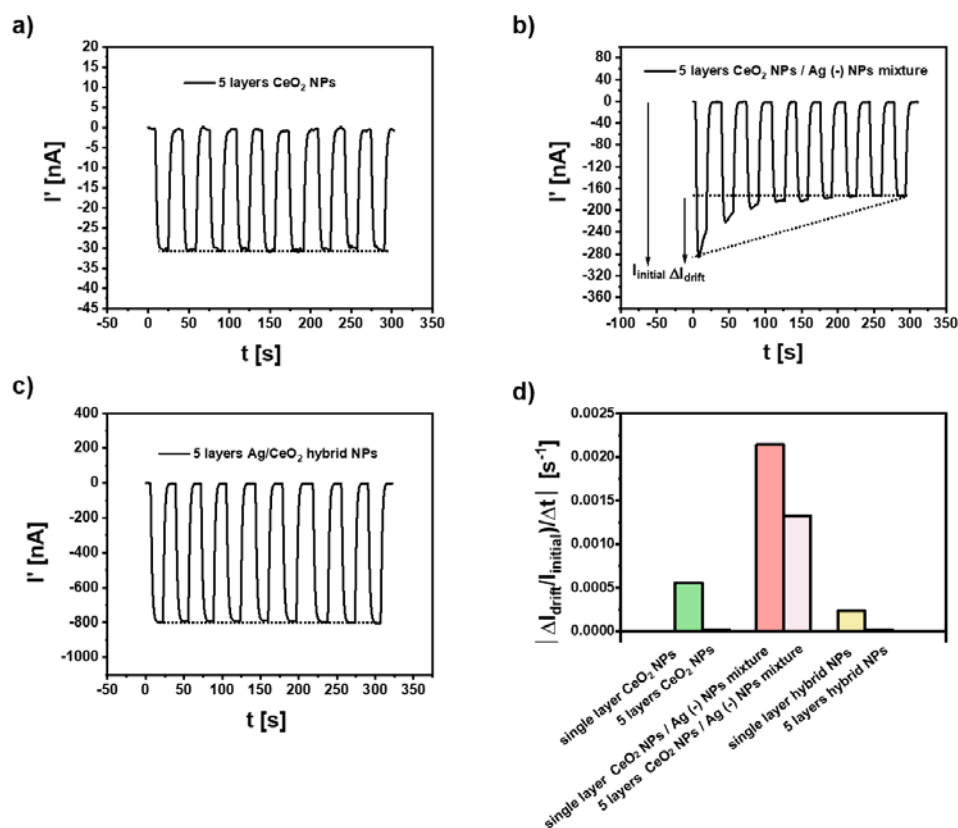 a)
20
15
10
5
0
-5
-10
-15
-20
-25
-30
-35
-40
-45
I' [nA]
5 layers CeO₂ NPs
-50 0 50 100 150 200 250 300 350
t [s]
b)
80
40
0
-40
-80
-120
-160
-200
-240
-280
-320
-360
I' [nA]
5 layers CeO₂ NPs / Ag (-) NPs mixture
I_initial ΔI_drift
-100 -50 0 50 100 150 200 250 300 350
t [s]
c)
400
200
0
-200
-400
-600
-800
-1000
I' [nA]
5 layers Ag/CeO₂ hybrid NPs
-50 0 50 100 150 200 250 300 350
t [s]
d)
0.0025
0.0020
0.0015
0.0010
0.0005
0.0000
| ΔI_drift/I_initial)/Δt | [s⁻¹]
single layer CeO₂ NPs
5 layers CeO₂ NPs
single layer CeO₂ NPs / Ag (-) NPs mixture
5 layers CeO₂ NPs / Ag (-) NPs mixture
single layer hybrid NPs
5 layers hybrid NPs